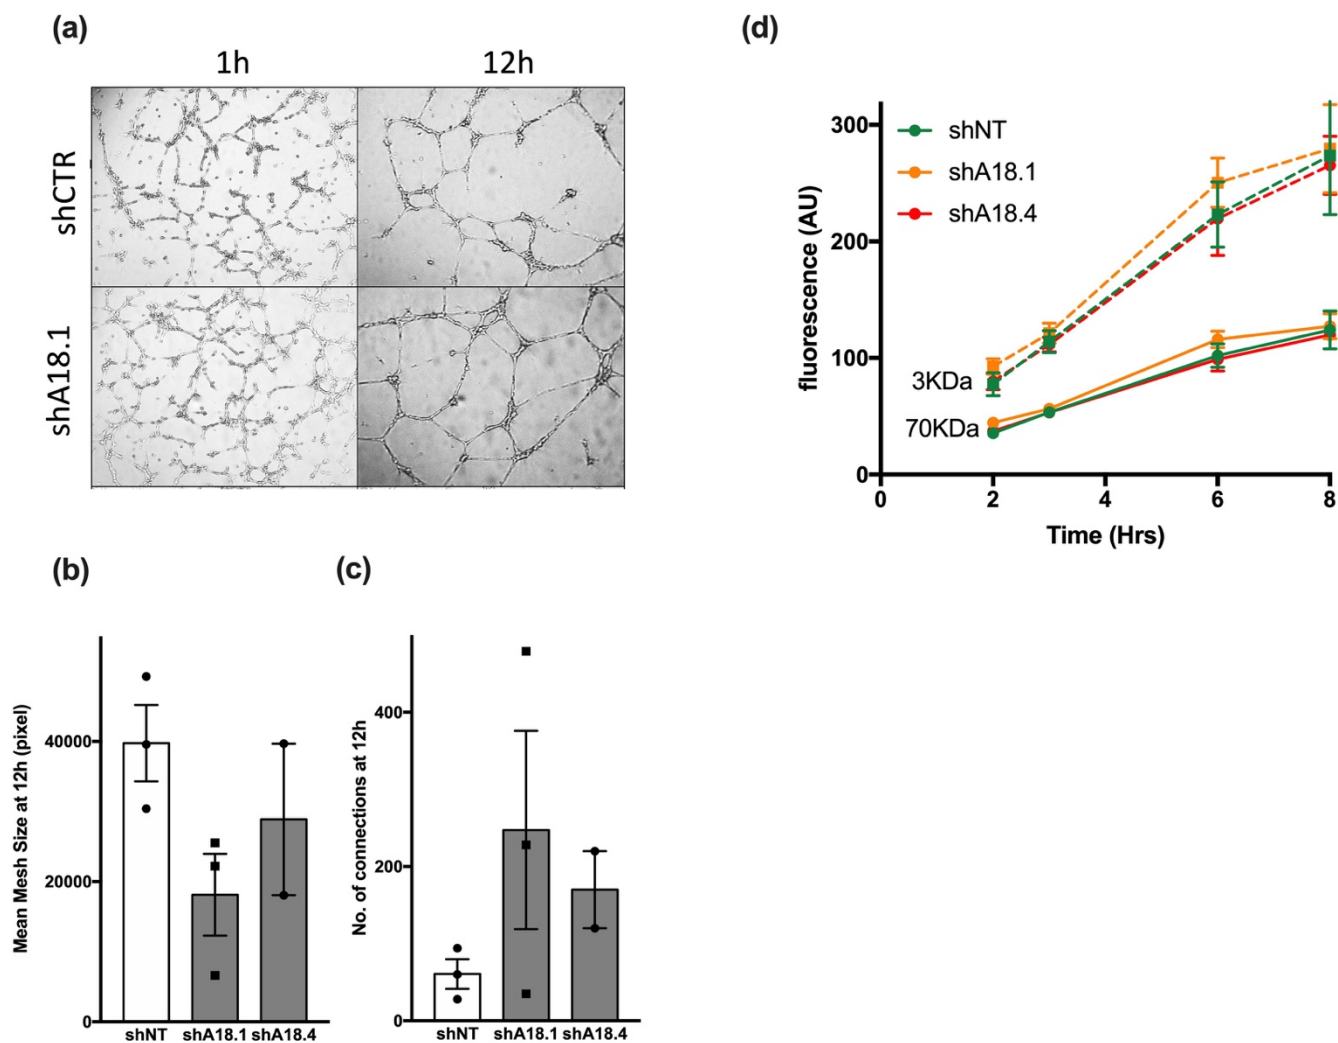 (a)
1h
12h
shCTR
shA18.1
(d)
fluorescence (AU)
300
200
100
0
shNT
shA18.1
shA18.4
3KDa
70KDa
0
2
4
6
8
Time (Hrs)
(b)
Mean Mesh Size at 12h (pixel)
40000
20000
0
shNT
shA18.1
shA18.4
(c)
No. of connections at 12h
400
200
0
shNT
shA18.1
shA18.4